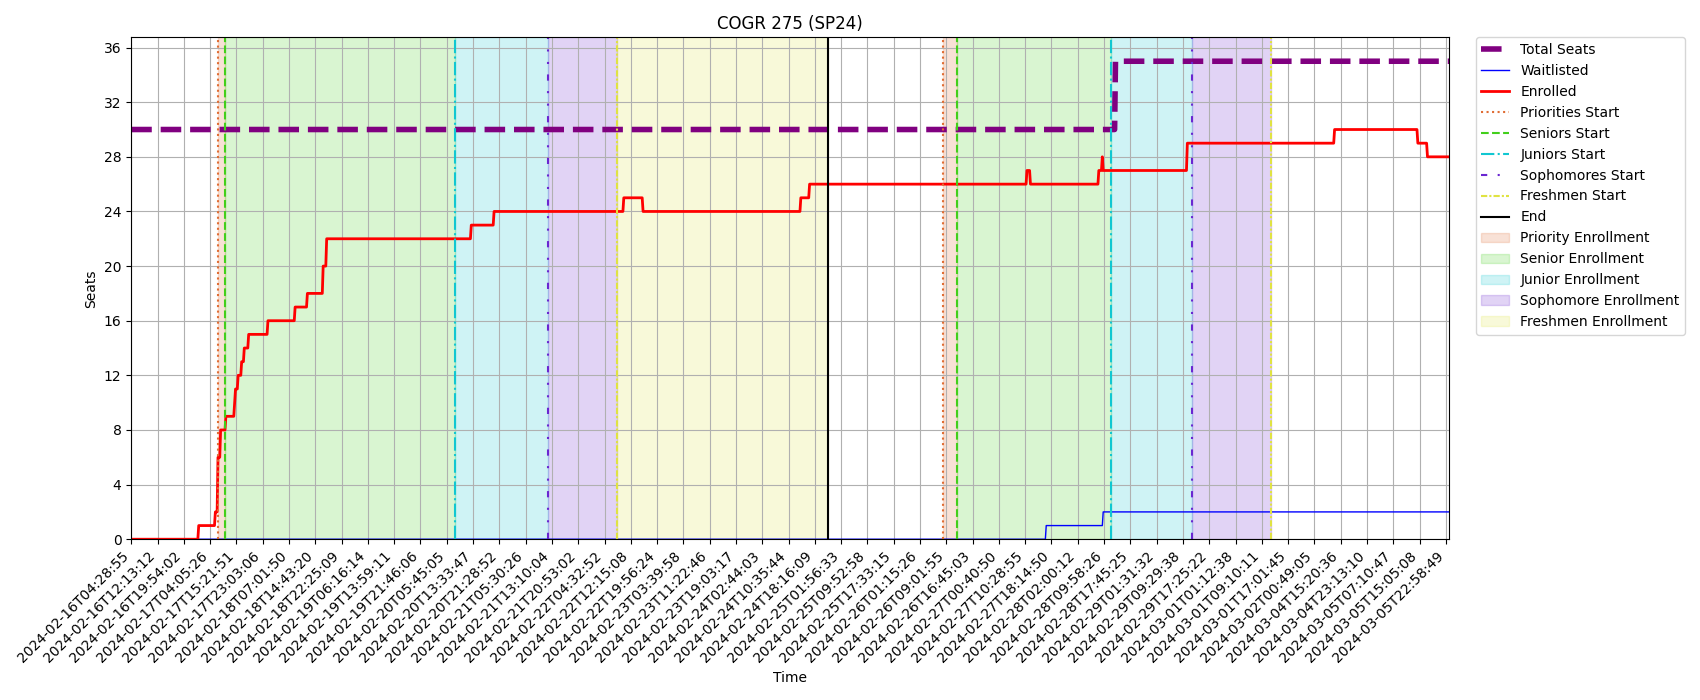 COGR 275 (SP24)
36
32
28
24
20
16
12
8
4
0
Seats
2024-02-16T04:28:55
2024-02-16T12:13:12
2024-02-16T19:54:02
2024-02-17T04:05:26
2024-02-17T15:21:51
2024-02-17T23:03:06
2024-02-18T07:01:50
2024-02-18T14:43:20
2024-02-18T22:25:09
2024-02-19T06:16:14
2024-02-19T13:59:11
2024-02-19T21:46:06
2024-02-20T05:45:05
2024-02-20T13:33:47
2024-02-20T21:28:52
2024-02-21T05:30:26
2024-02-21T13:10:04
2024-02-21T20:53:02
2024-02-22T04:32:52
2024-02-22T12:15:08
2024-02-22T19:56:24
2024-02-23T03:39:58
2024-02-23T11:22:46
2024-02-23T19:03:17
2024-02-24T02:44:03
2024-02-24T10:35:44
2024-02-24T18:16:09
2024-02-25T01:56:33
2024-02-25T09:52:58
2024-02-25T17:33:15
2024-02-26T01:15:26
2024-02-26T09:01:55
2024-02-26T16:45:03
2024-02-27T00:40:50
2024-02-27T10:28:55
2024-02-27T18:14:50
2024-02-28T02:00:12
2024-02-28T09:58:26
2024-02-28T17:45:25
2024-02-29T01:31:32
2024-02-29T09:29:38
2024-02-29T17:25:22
2024-03-01T01:12:38
2024-03-01T09:10:11
2024-03-01T17:01:45
2024-03-02T00:49:05
2024-03-04T15:20:36
2024-03-04T23:13:10
2024-03-05T07:10:47
2024-03-05T15:05:08
2024-03-05T22:58:49
Time
Total Seats
Waitlisted
Enrolled
Priorities Start
Seniors Start
Juniors Start
Sophomores Start
Freshmen Start
End
Priority Enrollment
Senior Enrollment
Junior Enrollment
Sophomore Enrollment
Freshmen Enrollment